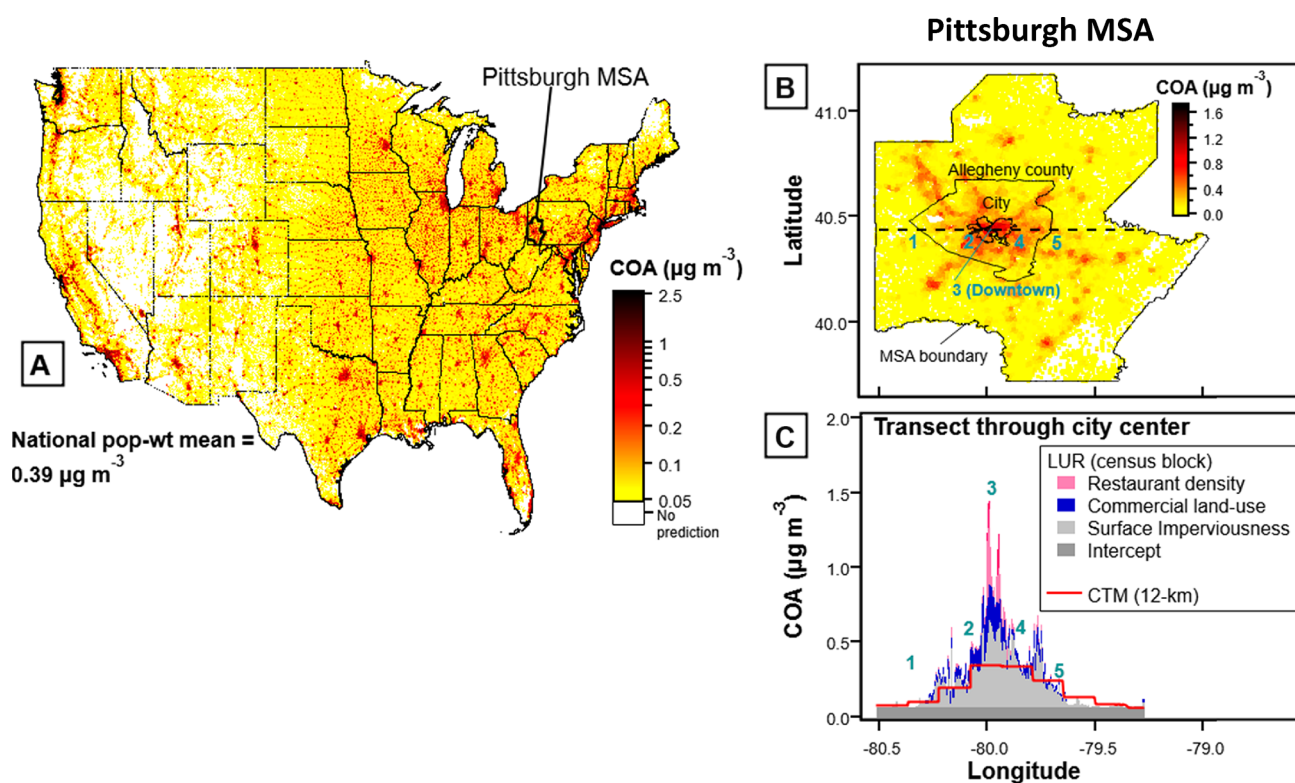 Pittsburgh MSA
Pittsburgh MSA
A
COA (µg m-3)
2.5
1
0.5
0.2
0.1
0.05
No
prediction
National pop-wt mean =
0.39 µg m-3
B
COA (µg m-3)
1.6
1.2
0.8
0.4
0.0
Latitude
41.0
40.5
40.0
Allegheny county
City
1
2
4
5
3 (Downtown)
MSA boundary
C
Transect through city center
LUR (census block)
Restaurant density
Commercial land-use
Surface Imperviousness
Intercept
CTM (12-km)
COA (µg m-3)
2.0
1.5
1.0
0.5
0.0
3
2
4
1
5
-80.5
-80.0
-79.5
-79.0
Longitude